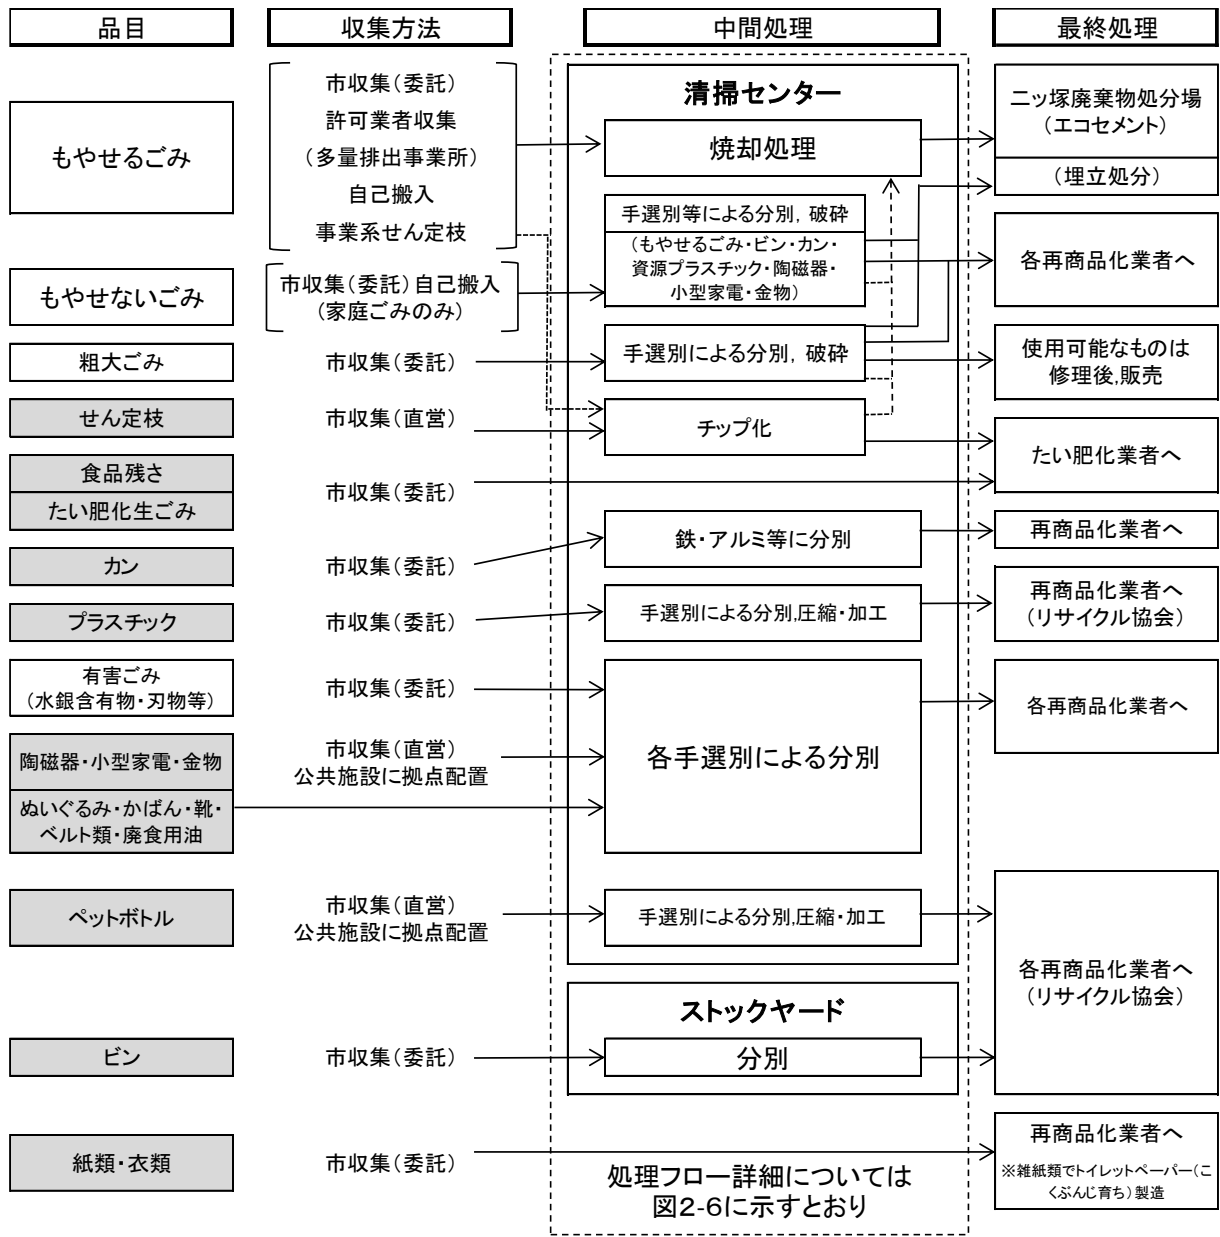 品目
収集方法
中間処理
最終処理
もやせるごみ
市収集（委託）
許可業者収集
（多量排出事業所）
自己搬入
事業系せん定枝
清掃センター
焼却処理
二ッ塚廃棄物処分場
（エコセメント）
（埋立処分）
手選別等による分別，破砕
（もやせるごみ・ビン・カン・
資源プラスチック・陶磁器・
小型家電・金物）
各再商品化業者へ
もやせないごみ
市収集（委託）自己搬入
（家庭ごみのみ）
粗大ごみ
市収集（委託）
手選別による分別，破砕
使用可能なものは
修理後,販売
せん定枝
市収集（直営）
チップ化
たい肥化業者へ
食品残さ
たい肥化生ごみ
市収集（委託）
カン
市収集（委託）
鉄・アルミ等に分別
再商品化業者へ
プラスチック
市収集（委託）
手選別による分別,圧縮・加工
再商品化業者へ
（リサイクル協会）
有害ごみ
（水銀含有物・刃物等）
市収集（委託）
各手選別による分別
各再商品化業者へ
陶磁器・小型家電・金物
市収集（直営）
公共施設に拠点配置
ぬいぐるみ・かばん・靴・
ベルト類・廃食用油
ペットボトル
市収集（直営）
公共施設に拠点配置
手選別による分別,圧縮・加工
各再商品化業者へ
（リサイクル協会）
ストックヤード
ビン
市収集（委託）
分別
紙類・衣類
市収集（委託）
再商品化業者へ
※雑紙類でトイレットペーパー（こ
くぶんじ育ち）製造
処理フロー詳細については
図2-6に示すとおり